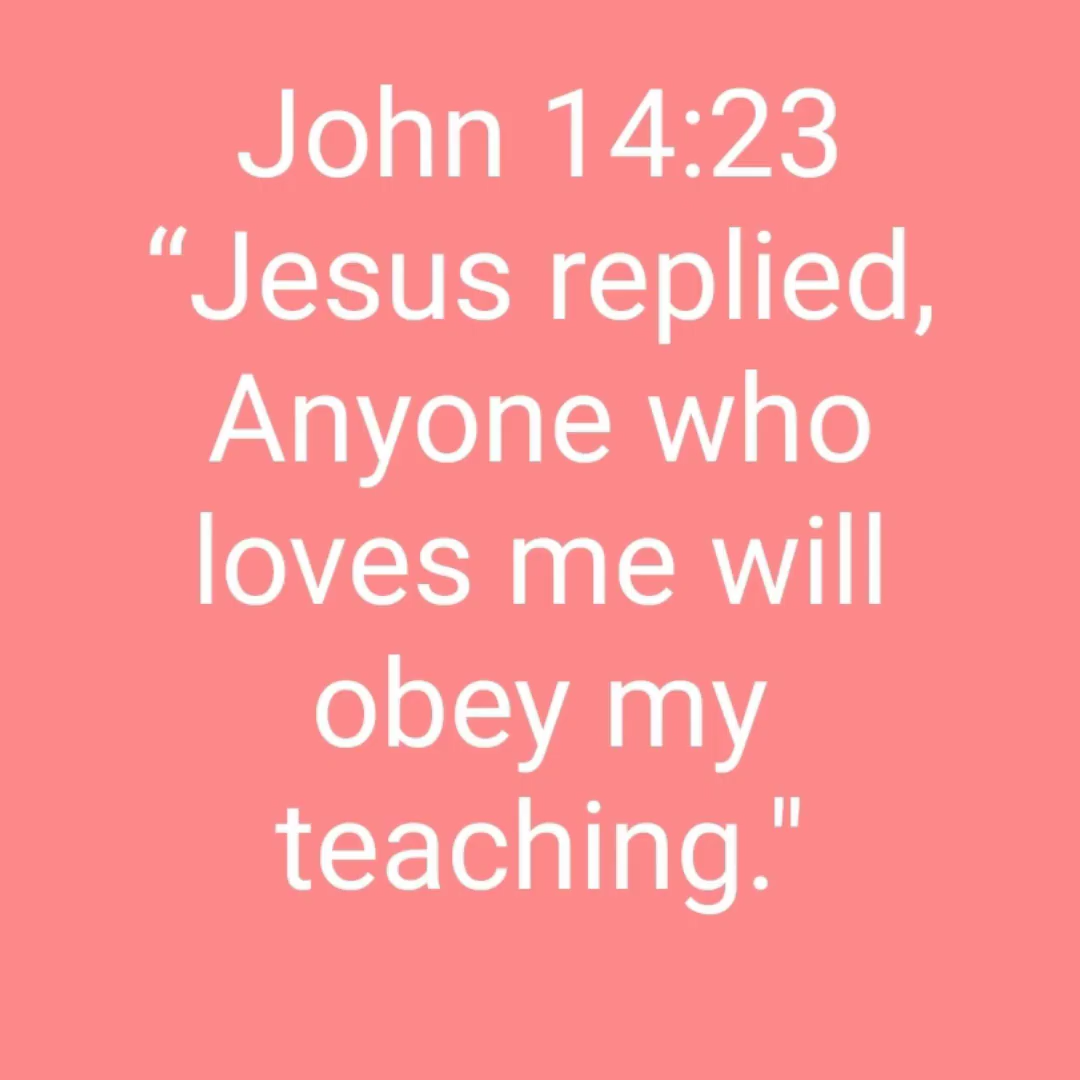 John 14:23
“Jesus replied,
Anyone who
loves me will
obey my
teaching."